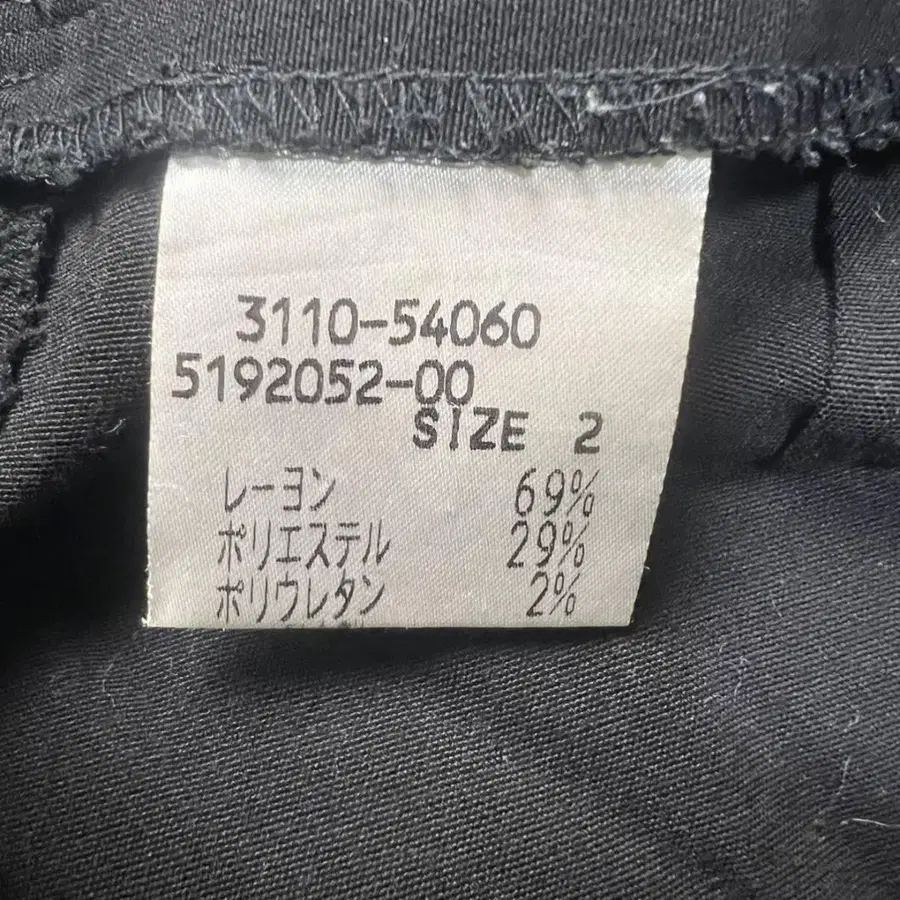 3110-54060
5192052-00
SIZE 2
レーヨン 69%
ポリエステル 29%
ポリウレタン 2%